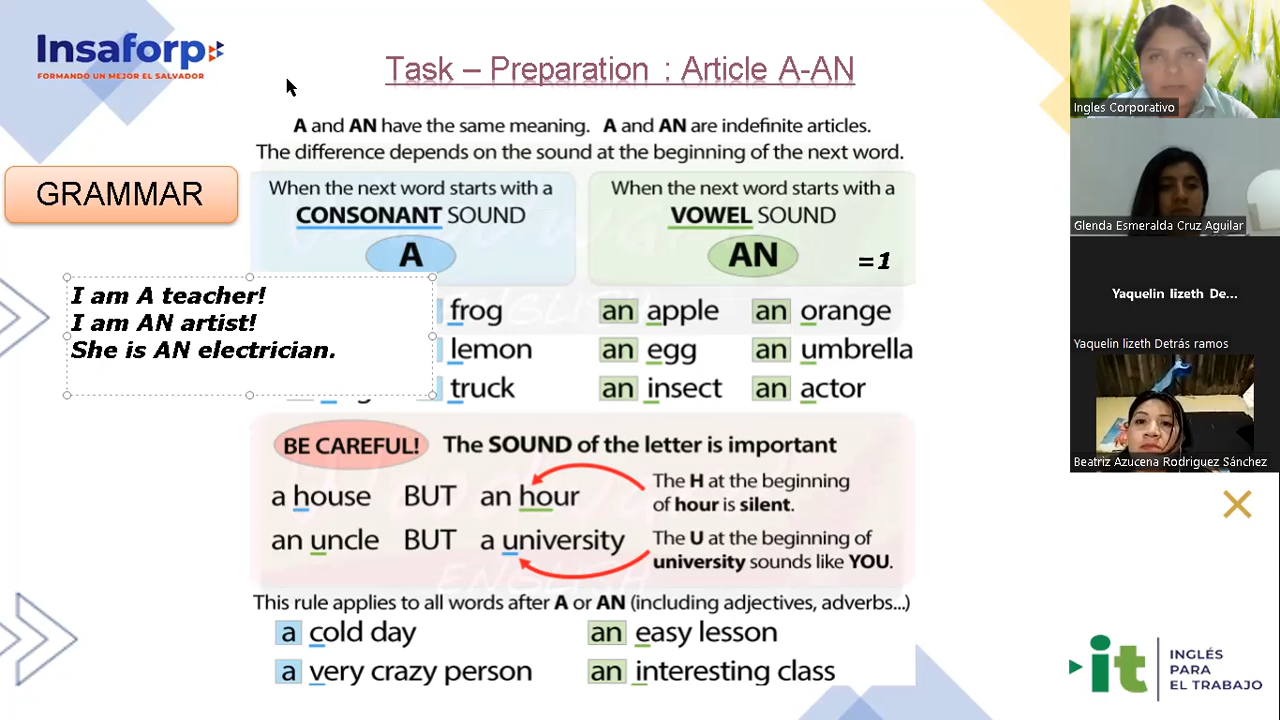 Insaforp
FORMANDO UN MEJOR EL SALVADOR
Task – Preparation : Article A-AN
A and AN have the same meaning. A and AN are indefinite articles.
The difference depends on the sound at the beginning of the next word.
GRAMMAR
When the next word starts with a
CONSONANT SOUND
A
When the next word starts with a
VOWEL SOUND
AN
=1
I am A teacher!
I am AN artist!
She is AN electrician.
frog
lemon
truck
an apple an orange
an egg an umbrella
an insect an actor
BE CAREFUL! The SOUND of the letter is important
a house BUT an hour
The H at the beginning
of hour is silent.
an uncle BUT a university
The U at the beginning of
university sounds like YOU.
This rule applies to all words after A or AN (including adjectives, adverbs...)
a cold day an easy lesson
a very crazy person an interesting class
Ingles Corporativo
Glenda Esmeralda Cruz Aguilar
Yaquelin lizeth De...
Yaquelin lizeth Detrás ramos
Beatriz Azucena Rodriguez Sánchez
it
INGLÉS
PARA
EL TRABAJO